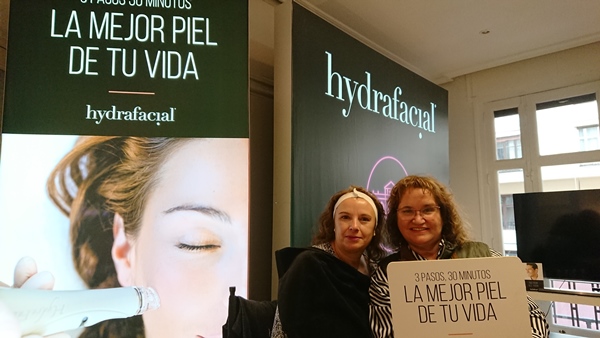 3 PASOS 30 MINUTOS
LA MEJOR PIEL
DE TU VIDA
hydrafacial
hydrafacial
3 PASOS, 30 MINUTOS
LA MEJOR PIEL
DE TU VIDA